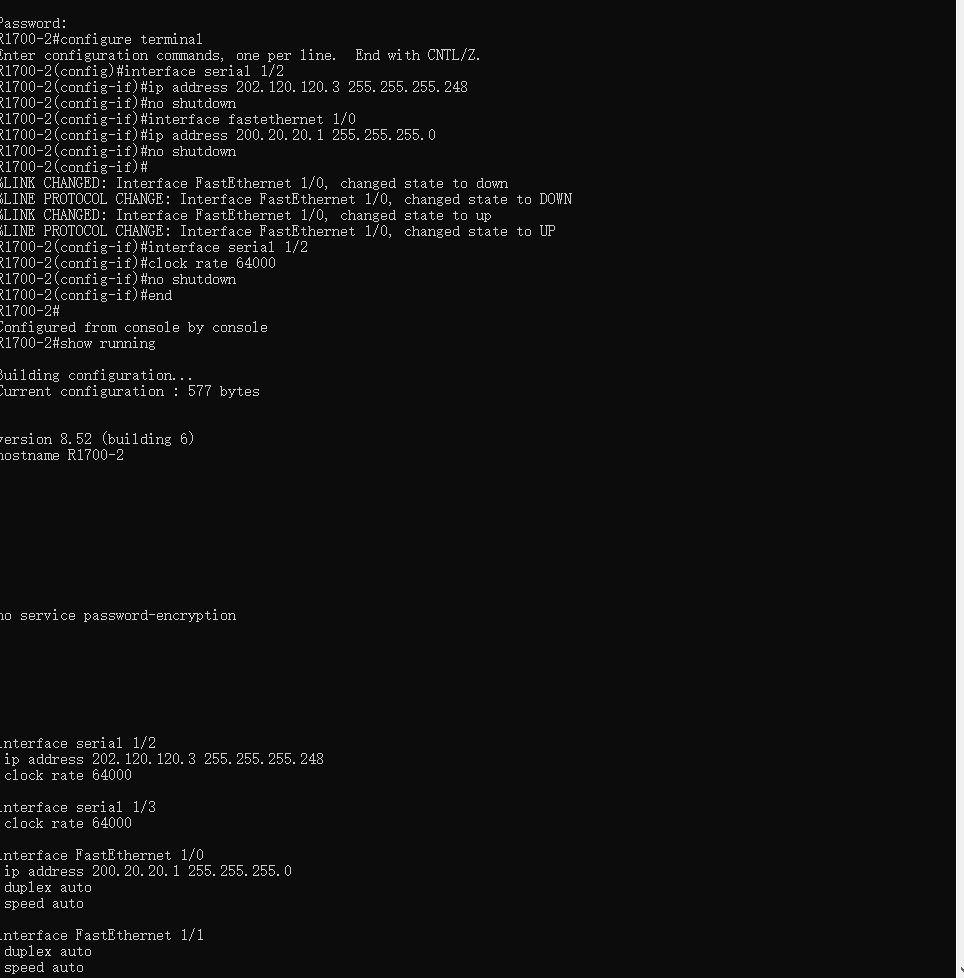 Password:
R1700-2#configure terminal
Enter configuration commands, one per line.  End with CNTL/Z.
R1700-2(config)#interface serial 1/2
R1700-2(config-if)#ip address 202.120.120.3 255.255.255.248
R1700-2(config-if)#no shutdown
R1700-2(config-if)#interface fastethernet 1/0
R1700-2(config-if)#ip address 200.20.20.1 255.255.255.0
R1700-2(config-if)#no shutdown
R1700-2(config-if)#
%LINK CHANGED: Interface FastEthernet 1/0, changed state to down
%LINE PROTOCOL CHANGE: Interface FastEthernet 1/0, changed state to DOWN
%LINK CHANGED: Interface FastEthernet 1/0, changed state to up
%LINE PROTOCOL CHANGE: Interface FastEthernet 1/0, changed state to UP
R1700-2(config-if)#interface serial 1/2
R1700-2(config-if)#clock rate 64000
R1700-2(config-if)#no shutdown
R1700-2(config-if)#end
R1700-2#
Configured from console by console
R1700-2#show running
Building configuration...
Current configuration : 577 bytes
version 8.52 (building 6)
hostname R1700-2
no service password-encryption
interface serial 1/2
ip address 202.120.120.3 255.255.255.248
clock rate 64000
interface serial 1/3
clock rate 64000
interface FastEthernet 1/0
ip address 200.20.20.1 255.255.255.0
duplex auto
speed auto
interface FastEthernet 1/1
duplex auto
speed auto